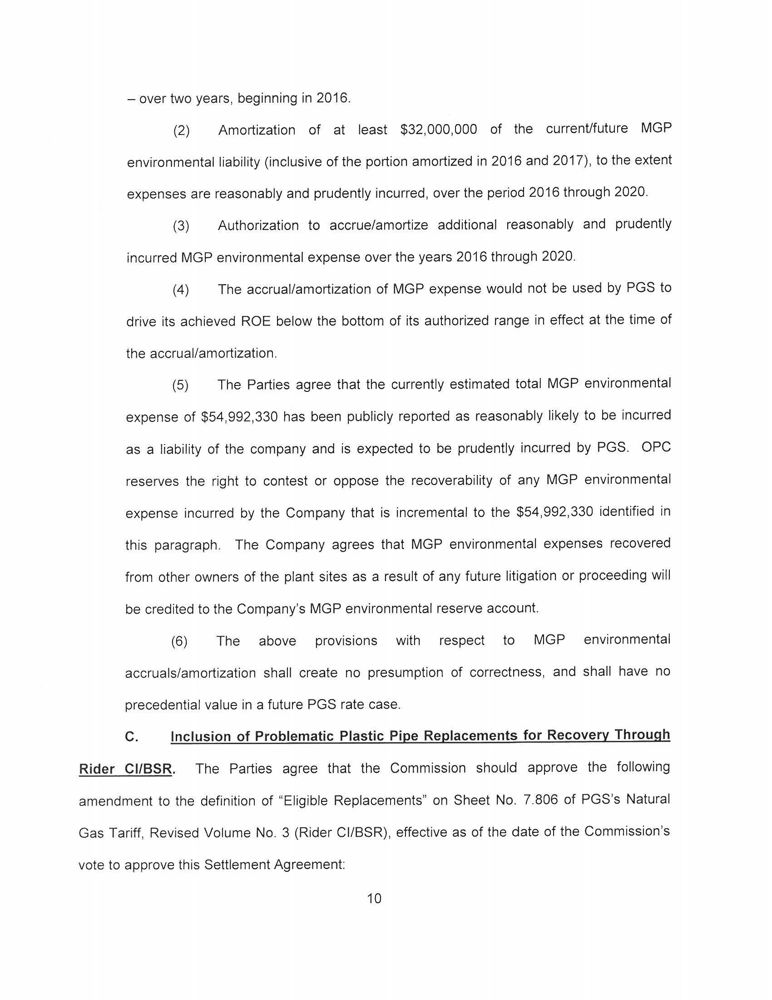 – over two years, beginning in 2016.
(2) Amortization of at least $32,000,000 of the current/future MGP
environmental liability (inclusive of the portion amortized in 2016 and 2017), to the extent
expenses are reasonably and prudently incurred, over the period 2016 through 2020.
(3) Authorization to accrue/amortize additional reasonably and prudently
incurred MGP environmental expense over the years 2016 through 2020.
(4) The accrual/amortization of MGP expense would not be used by PGS to
drive its achieved ROE below the bottom of its authorized range in effect at the time of
the accrual/amortization.
(5) The Parties agree that the currently estimated total MGP environmental
expense of $54,992,330 has been publicly reported as reasonably likely to be incurred
as a liability of the company and is expected to be prudently incurred by PGS. OPC
reserves the right to contest or oppose the recoverability of any MGP environmental
expense incurred by the Company that is incremental to the $54,992,330 identified in
this paragraph. The Company agrees that MGP environmental expenses recovered
from other owners of the plant sites as a result of any future litigation or proceeding will
be credited to the Company's MGP environmental reserve account.
(6) The above provisions with respect to MGP environmental
accruals/amortization shall create no presumption of correctness, and shall have no
precedential value in a future PGS rate case.
C. Inclusion of Problematic Plastic Pipe Replacements for Recovery Through
Rider CI/BSR. The Parties agree that the Commission should approve the following
amendment to the definition of “Eligible Replacements” on Sheet No. 7.806 of PGS's Natural
Gas Tariff, Revised Volume No. 3 (Rider CI/BSR), effective as of the date of the Commission's
vote to approve this Settlement Agreement:
10